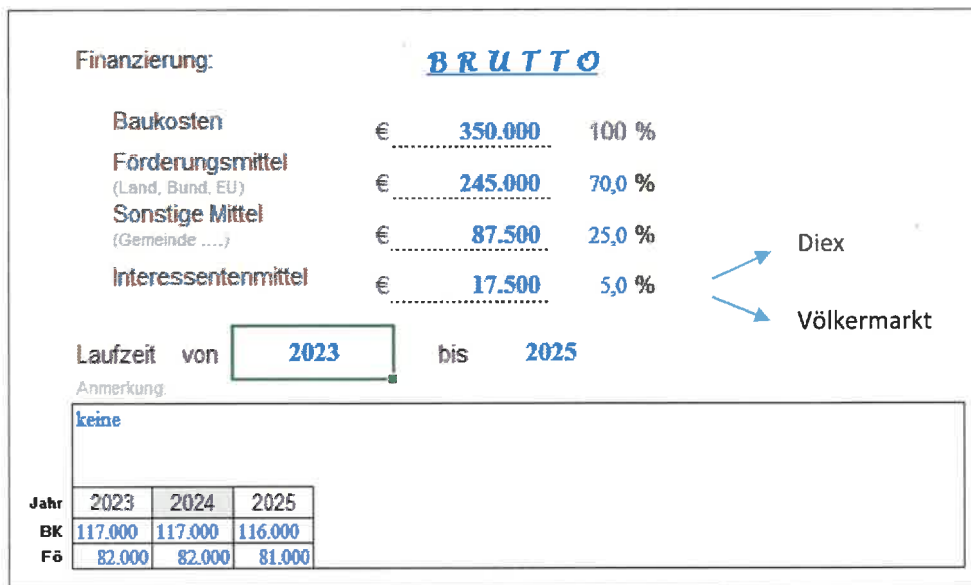 Finanzierung: BRUTTO
Baukosten € 350.000 100 %
Förderungsmittel
(Land, Bund, EU) € 245.000 70,0 %
Sonstige Mittel
(Gemeinde ....) € 87.500 25,0 %
Diex
Interessentenmittel € 17.500 5,0 %
Völkermarkt
Laufzeit von 2023 bis 2025
Anmerkung:
keine
Jahr 2023 2024 2025
BK 117.000 117.000 116.000
Fö 82.000 82.000 81.000